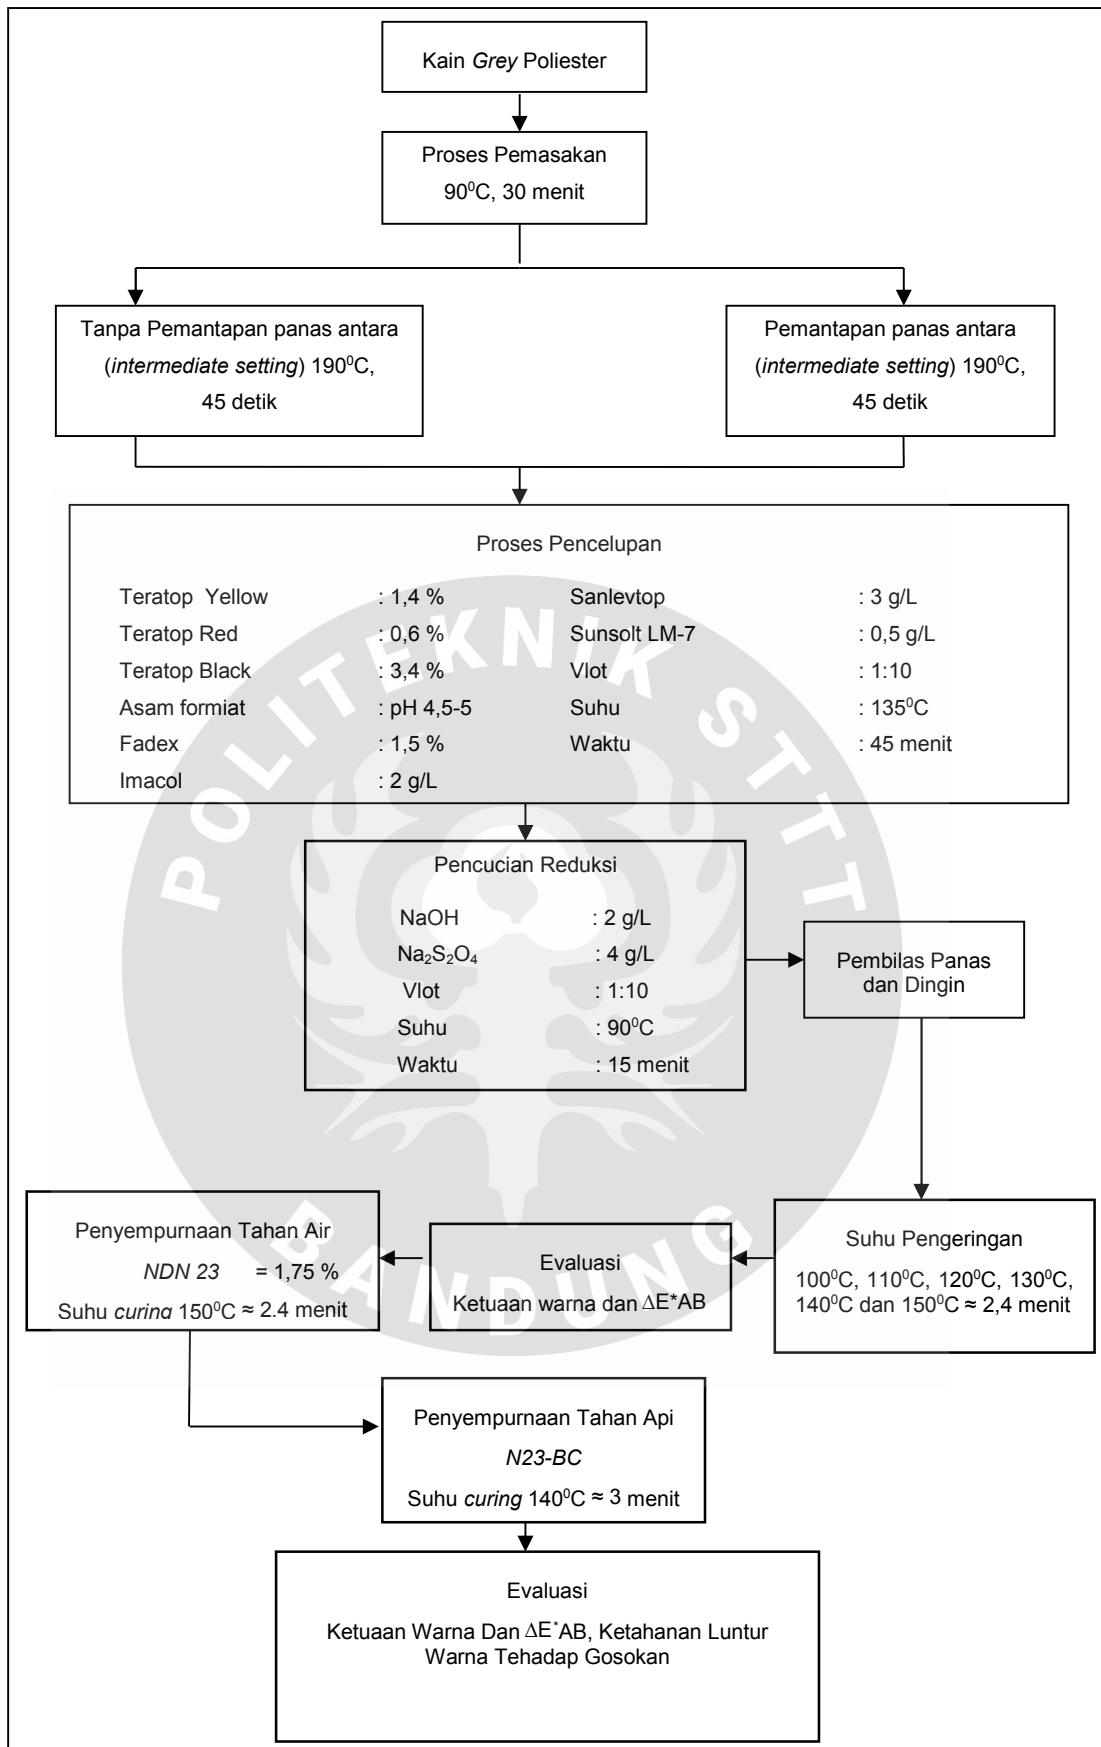 Kain Grey Poliester
Proses Pemasakan
90⁰C, 30 menit
Tanpa Pemantapan panas antara
(intermediate setting) 190⁰C,
45 detik
Pemantapan panas antara
(intermediate setting) 190⁰C,
45 detik
Proses Pencelupan
Teratop Yellow : 1,4 % Sanlevtop : 3 g/L
Teratop Red : 0,6 % Sunsolt LM-7 : 0,5 g/L
Teratop Black : 3,4 % Vlot : 1:10
Asam formiat : pH 4,5-5 Suhu : 135⁰C
Fadex : 1,5 % Waktu : 45 menit
Imacol : 2 g/L
Pencucian Reduksi
NaOH : 2 g/L
Na₂S₂O₄ : 4 g/L
Vlot : 1:10
Suhu : 90⁰C
Waktu : 15 menit
Pembilas Panas
dan Dingin
Suhu Pengeringan
100⁰C, 110⁰C, 120⁰C, 130⁰C,
140⁰C dan 150⁰C ≈ 2,4 menit
Evaluasi
Ketuaan warna dan ΔE*AB
Penyempurnaan Tahan Air
NDN 23 = 1,75 %
Suhu curing 150⁰C ≈ 2.4 menit
Penyempurnaan Tahan Api
N23-BC
Suhu curing 140⁰C ≈ 3 menit
Evaluasi
Ketuaan Warna Dan ΔE*AB, Ketahanan Luntur
Warna Tehadap Gosokan
POLITEKNIK STTT
BANDUNG